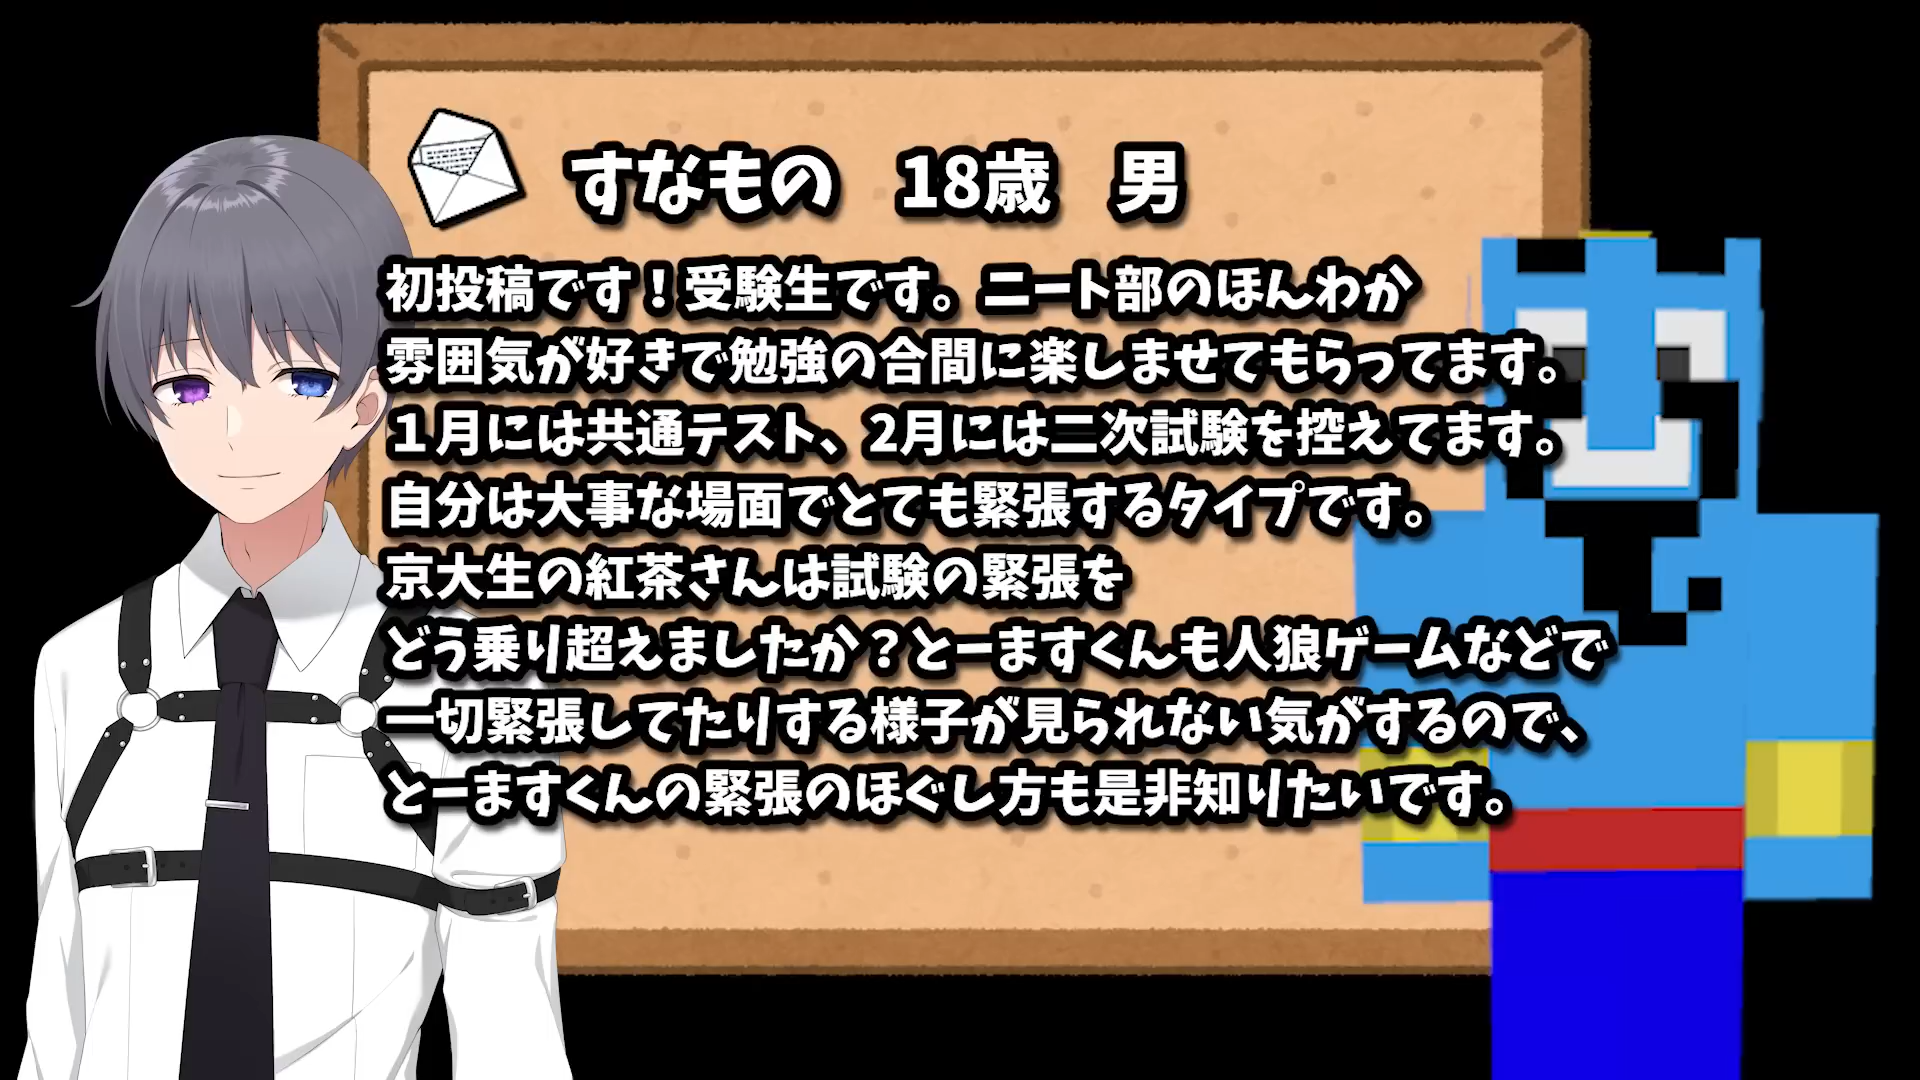 すなもの　18歳　男
初投稿です！受験生です。ニート部のほんわか
雰囲気が好きで勉強の合間に楽しませてもらってます。
１月には共通テスト、2月には二次試験を控えてます。
自分は大事な場面でとても緊張するタイプです。
京大生の紅茶さんは試験の緊張を
どう乗り超えましたか？とーますくんも人狼ゲームなどで
一切緊張してたりする様子が見られない気がするので、
とーますくんの緊張のほぐし方も是非知りたいです。